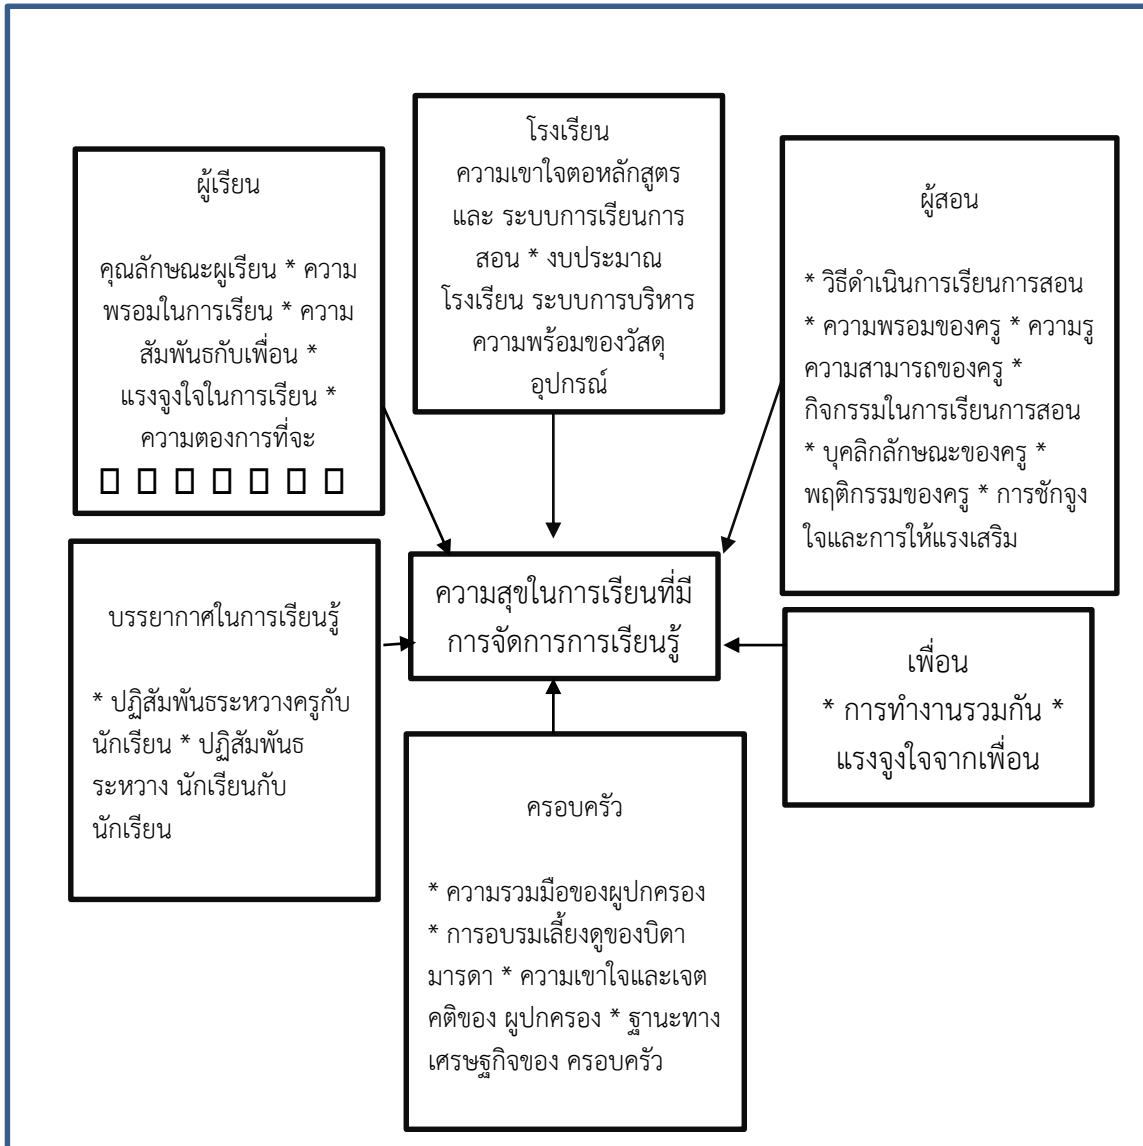 ผู้เรียน
คุณลักษณะผูเรียน * ความ
พรอมในการเรียน * ความ
สัมพันธกับเพื่อน *
แรงจูงใจในการเรียน *
ความตองการที่จะ
โรงเรียน
ความเขาใจตอหลักสูตร
และ ระบบการเรียนการ
สอน * งบประมาณ
โรงเรียน ระบบการบริหาร
ความพร้อมของวัสดุ
อุปกรณ์
ผู้สอน
* วิธีดำเนินการเรียนการสอน
* ความพรอมของครู * ความรู
ความสามารถของครู *
กิจกรรมในการเรียนการสอน
* บุคลิกลักษณะของครู *
พฤติกรรมของครู * การชักจูง
ใจและการให้แรงเสริม
ความสุขในการเรียนที่มี
การจัดการการเรียนรู้
บรรยากาศในการเรียนรู้
* ปฏิสัมพันธระหวางครูกับ
นักเรียน * ปฏิสัมพันธ
ระหวาง นักเรียนกับ
นักเรียน
เพื่อน
* การทำงานรวมกัน *
แรงจูงใจจากเพื่อน
ครอบครัว
* ความรวมมือของผูปกครอง
* การอบรมเลี้ยงดูของบิดา
มารดา * ความเขาใจและเจต
คติของ ผูปกครอง * ฐานะทาง
เศรษฐกิจของ ครอบครัว